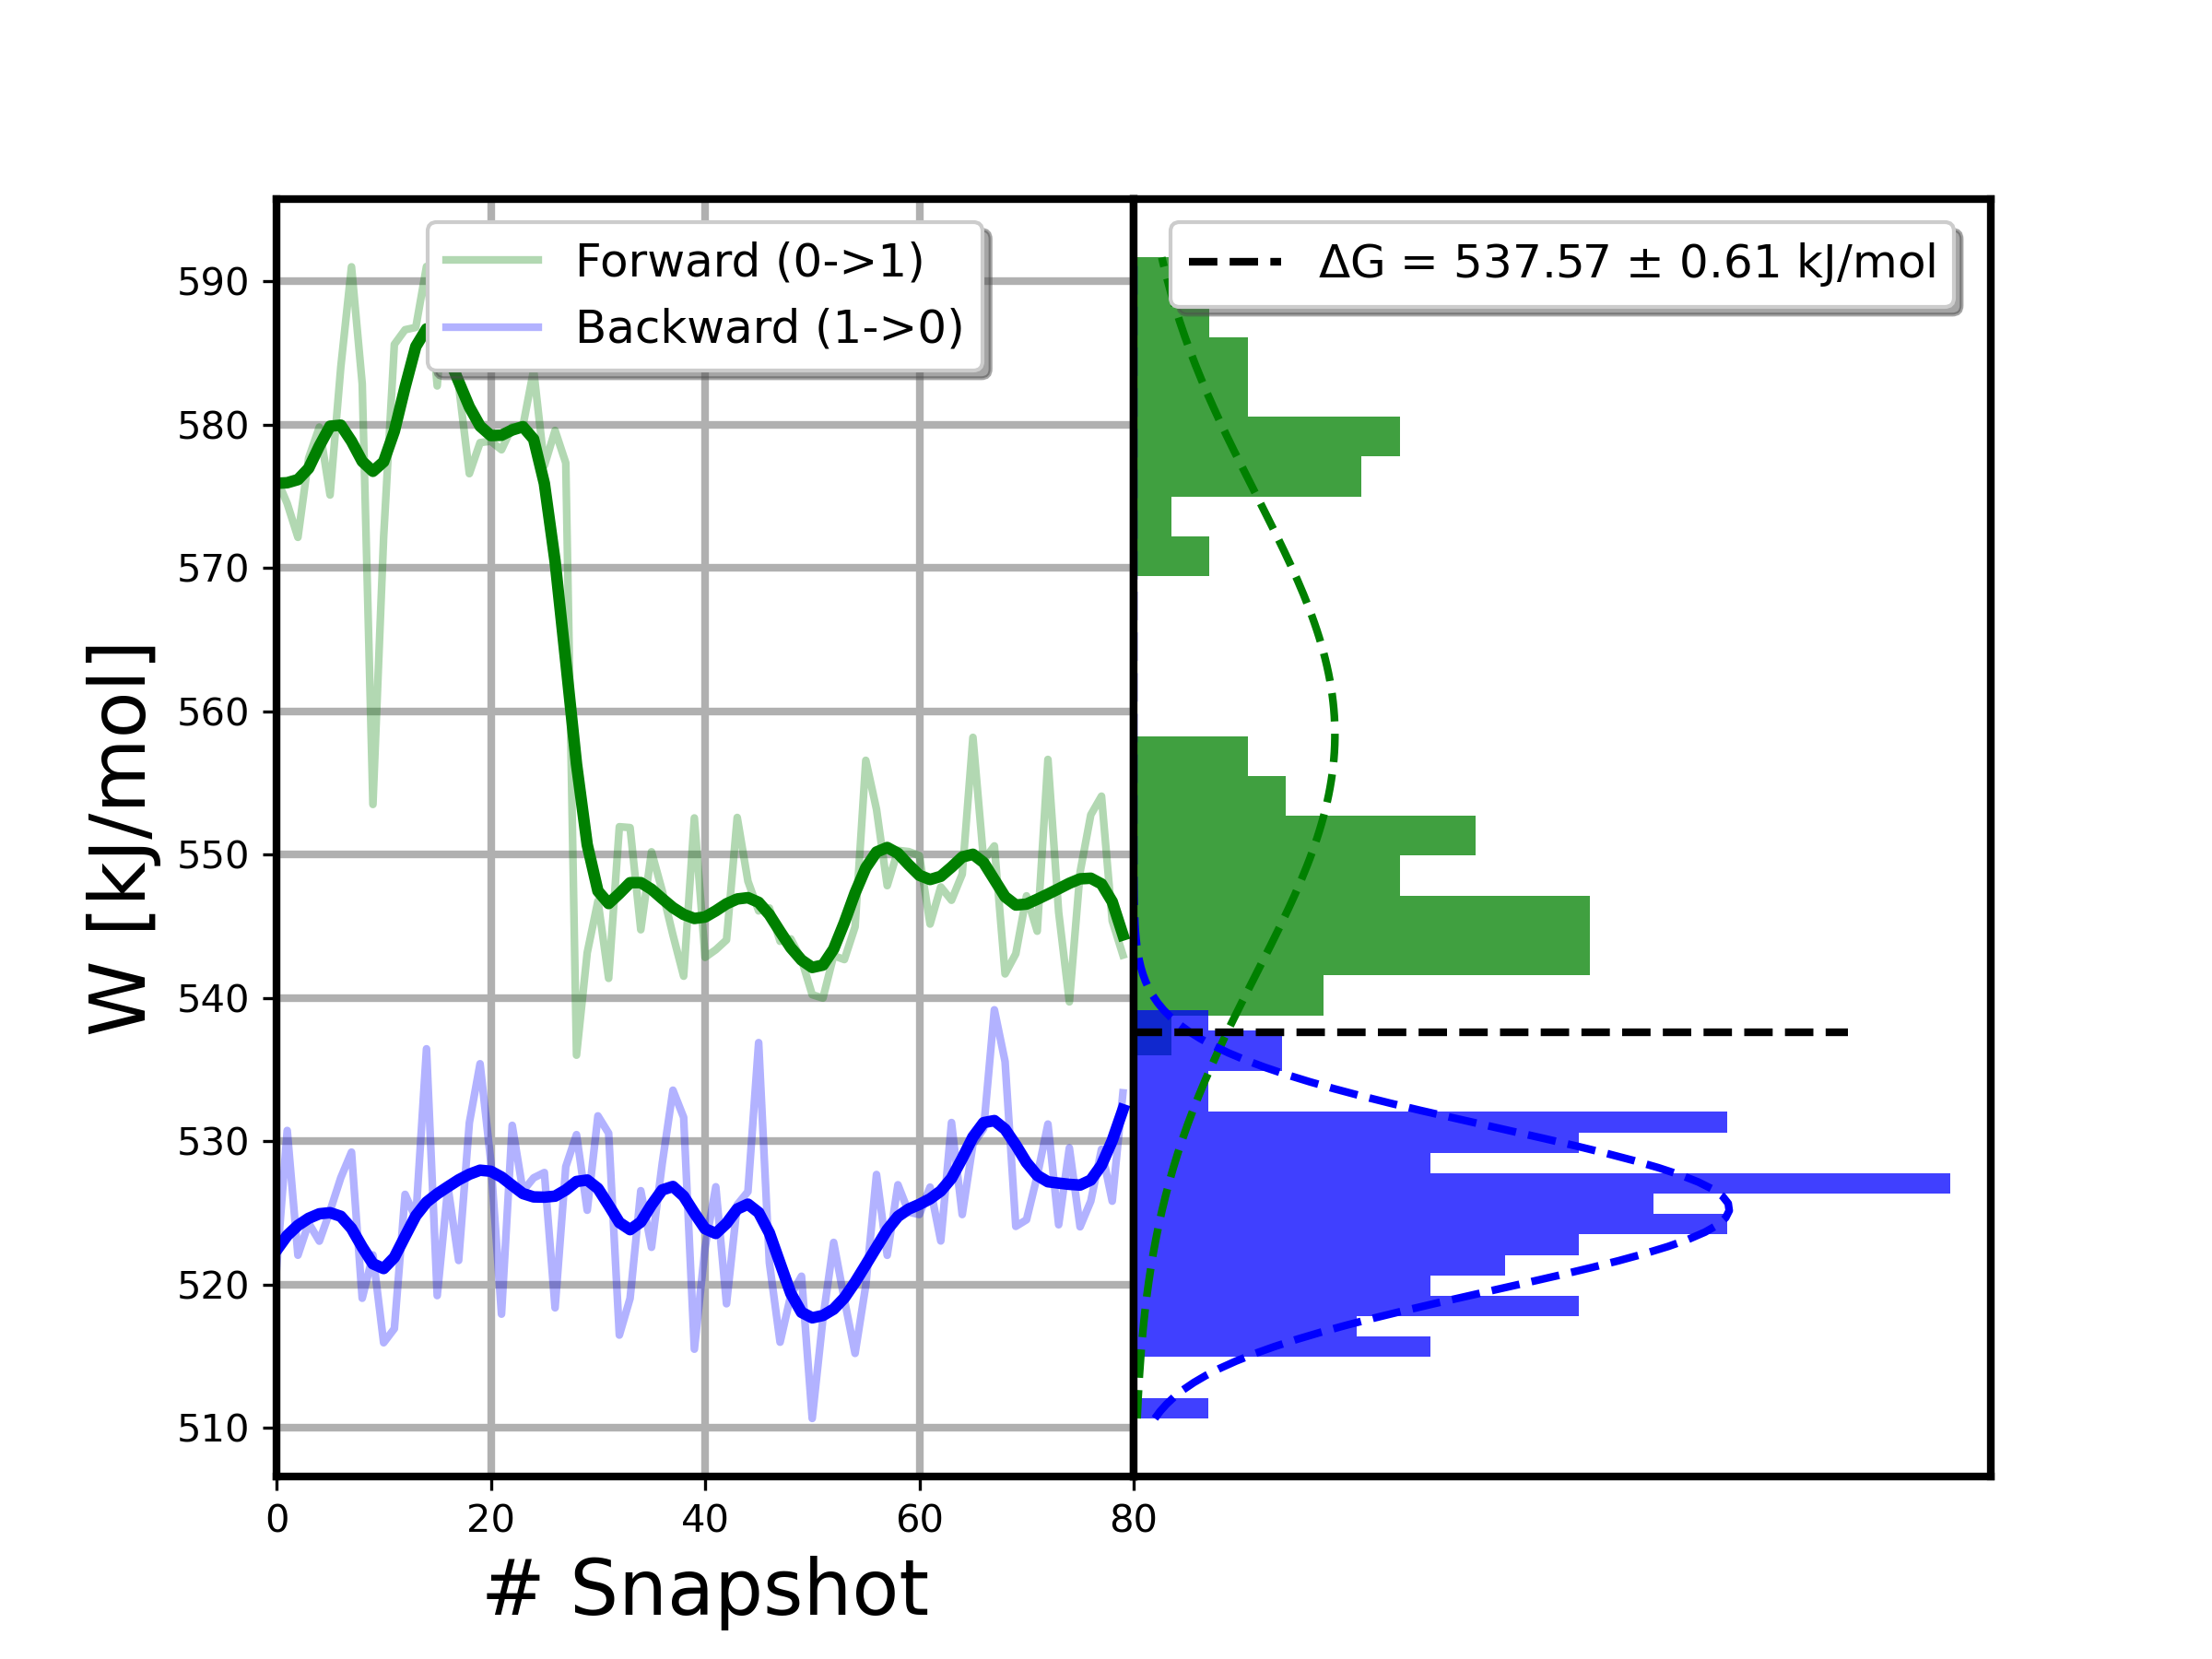 Forward (0->1)
Backward (1->0)
ΔG = 537.57 ± 0.61 kJ/mol
W [kJ/mol]
590
580
570
560
550
540
530
520
510
0 20 40 60 80
# Snapshot